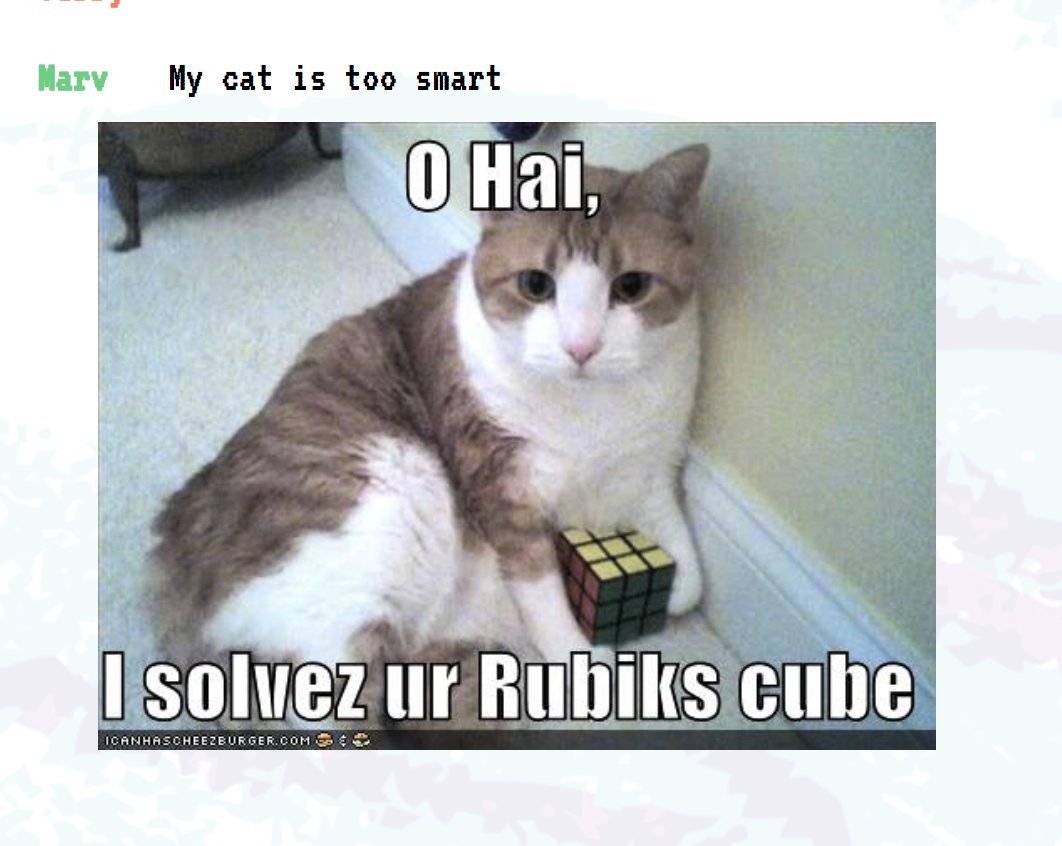 Marv My cat is too smart
O Hai,
I solvez ur Rubiks cube
ICANHASCHEEZBURGER.COM